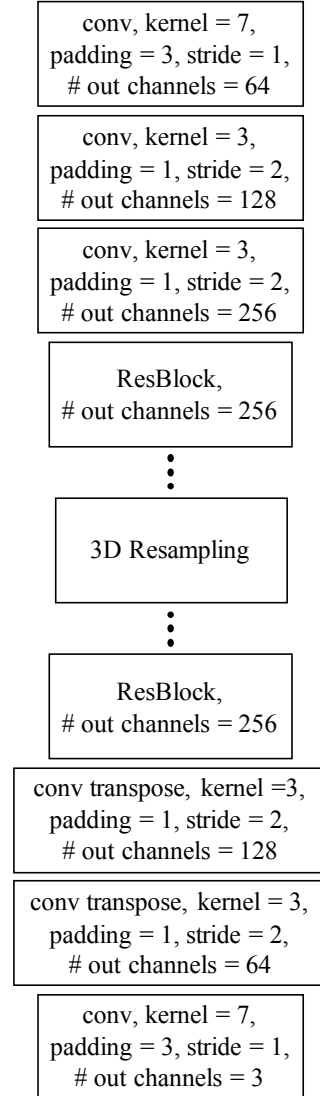 conv, kernel = 7,
padding = 3, stride = 1,
# out channels = 64
conv, kernel = 3,
padding = 1, stride = 2,
# out channels = 128
conv, kernel = 3,
padding = 1, stride = 2,
# out channels = 256
ResBlock,
# out channels = 256
3D Resampling
ResBlock,
# out channels = 256
conv transpose, kernel =3,
padding = 1, stride = 2,
# out channels = 128
conv transpose, kernel = 3,
padding = 1, stride = 2,
# out channels = 64
conv, kernel = 7,
padding = 3, stride = 1,
# out channels = 3